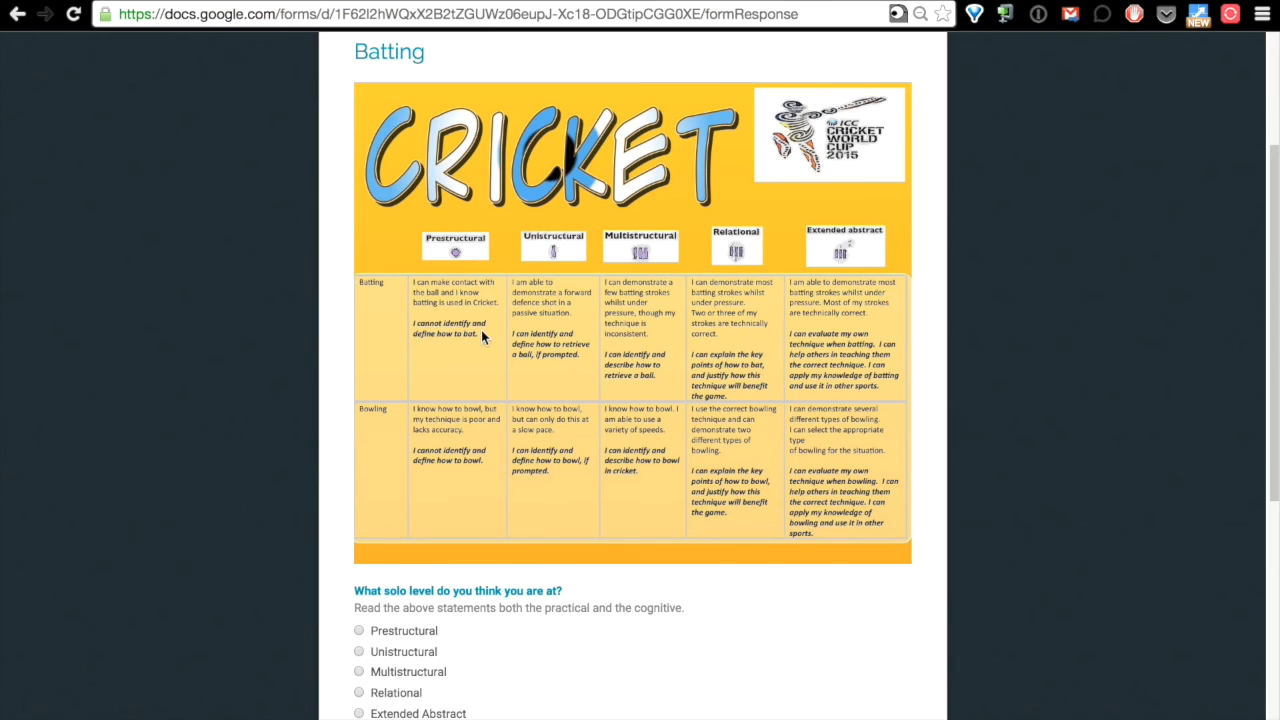 https://docs.google.com/forms/d/1F62l2hWQxX2B2tZGUWz06eupJ-Xc18-ODGtipCGG0XE/formResponse
NEW
Batting
CRICKET
ICC
CRICKET
WORLD
CUP
2015
Prestructural
Unistructural
Multistructural
Relational
Extended abstract
Batting
I can make contact with
the ball and I know
batting is used in Cricket.
I cannot identify and
define how to bat.
I am able to
demonstrate a forward
defence shot in a
passive situation.
I can identify and
define how to retrieve
a ball, if prompted.
I can demonstrate a
few batting strokes
whilst under
pressure, though my
technique is
inconsistent.
I can identify and
describe how to
retrieve a ball.
I can demonstrate most
batting strokes whilst
under pressure.
Two or three of my
strokes are technically
correct.
I can explain the key
points of how to bat,
and justify how this
technique will benefit
the game.
I am able to demonstrate most
batting strokes whilst under
pressure. Most of my strokes
are technically correct.
I can evaluate my own
technique when batting. I can
help others in teaching them
the correct technique. I can
apply my knowledge of batting
and use it in other sports.
Bowling
I know how to bowl, but
my technique is poor and
lacks accuracy.
I cannot identify and
define how to bowl.
I know how to bowl,
but can only do this at
a slow pace.
I can identify and
define how to bowl, if
prompted.
I know how to bowl. I
am able to use a
variety of speeds.
I can identify and
describe how to bowl
in cricket.
I use the correct bowling
technique and can
demonstrate two
different types of
bowling.
I can explain the key
points of how to bowl,
and justify how this
technique will benefit
the game.
I can demonstrate several
different types of bowling.
I can select the appropriate
type
of bowling for the situation.
I can evaluate my own
technique when bowling. I can
help others in teaching them
the correct technique. I can
apply my knowledge of
bowling and use it in other
sports.
What solo level do you think you are at?
Read the above statements both the practical and the cognitive.
Prestructural
Unistructural
Multistructural
Relational
Extended Abstract